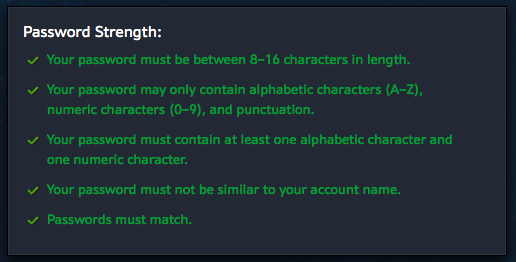 Password Strength:
Your password must be between 8–16 characters in length.
Your password may only contain alphabetic characters (A–Z),
numeric characters (0–9), and punctuation.
Your password must contain at least one alphabetic character and
one numeric character.
Your password must not be similar to your account name.
Passwords must match.